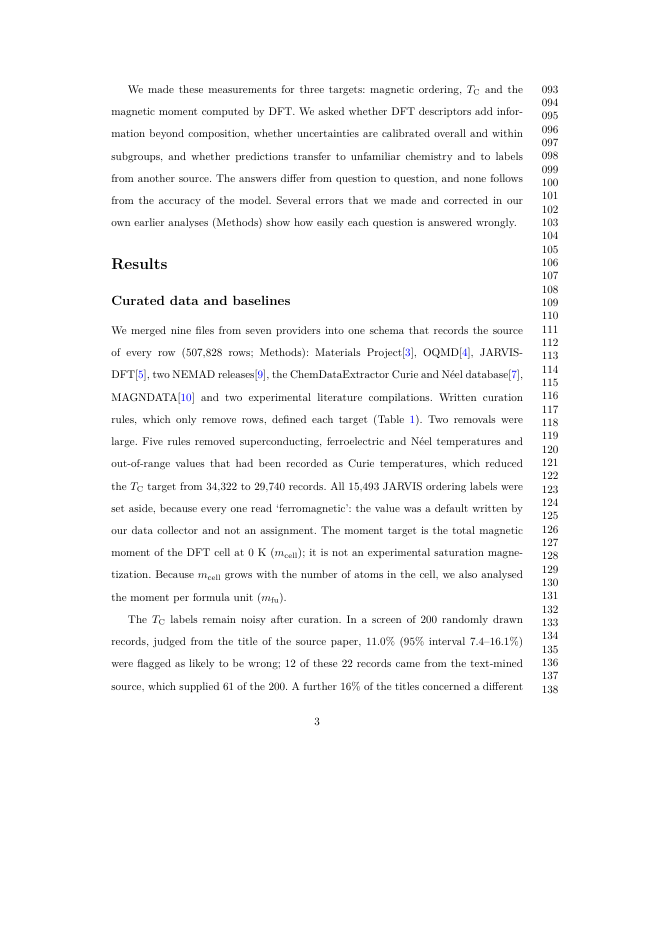 We made these measurements for three targets: magnetic ordering, TC and the
magnetic moment computed by DFT. We asked whether DFT descriptors add infor-
mation beyond composition, whether uncertainties are calibrated overall and within
subgroups, and whether predictions transfer to unfamiliar chemistry and to labels
from another source. The answers differ from question to question, and none follows
from the accuracy of the model. Several errors that we made and corrected in our
own earlier analyses (Methods) show how easily each question is answered wrongly.
Results
Curated data and baselines
We merged nine files from seven providers into one schema that records the source
of every row (507,828 rows; Methods): Materials Project[3], OQMD[4], JARVIS-
DFT[5], two NEMAD releases[9], the ChemDataExtractor Curie and Néel database[7],
MAGNDATA[10] and two experimental literature compilations. Written curation
rules, which only remove rows, defined each target (Table 1). Two removals were
large. Five rules removed superconducting, ferroelectric and Néel temperatures and
out-of-range values that had been recorded as Curie temperatures, which reduced
the TC target from 34,322 to 29,740 records. All 15,493 JARVIS ordering labels were
set aside, because every one read ‘ferromagnetic’: the value was a default written by
our data collector and not an assignment. The moment target is the total magnetic
moment of the DFT cell at 0 K (mcell); it is not an experimental saturation magne-
tization. Because mcell grows with the number of atoms in the cell, we also analysed
the moment per formula unit (mfu).
The TC labels remain noisy after curation. In a screen of 200 randomly drawn
records, judged from the title of the source paper, 11.0% (95% interval 7.4–16.1%)
were flagged as likely to be wrong; 12 of these 22 records came from the text-mined
source, which supplied 61 of the 200. A further 16% of the titles concerned a different
3
093
094
095
096
097
098
099
100
101
102
103
104
105
106
107
108
109
110
111
112
113
114
115
116
117
118
119
120
121
122
123
124
125
126
127
128
129
130
131
132
133
134
135
136
137
138